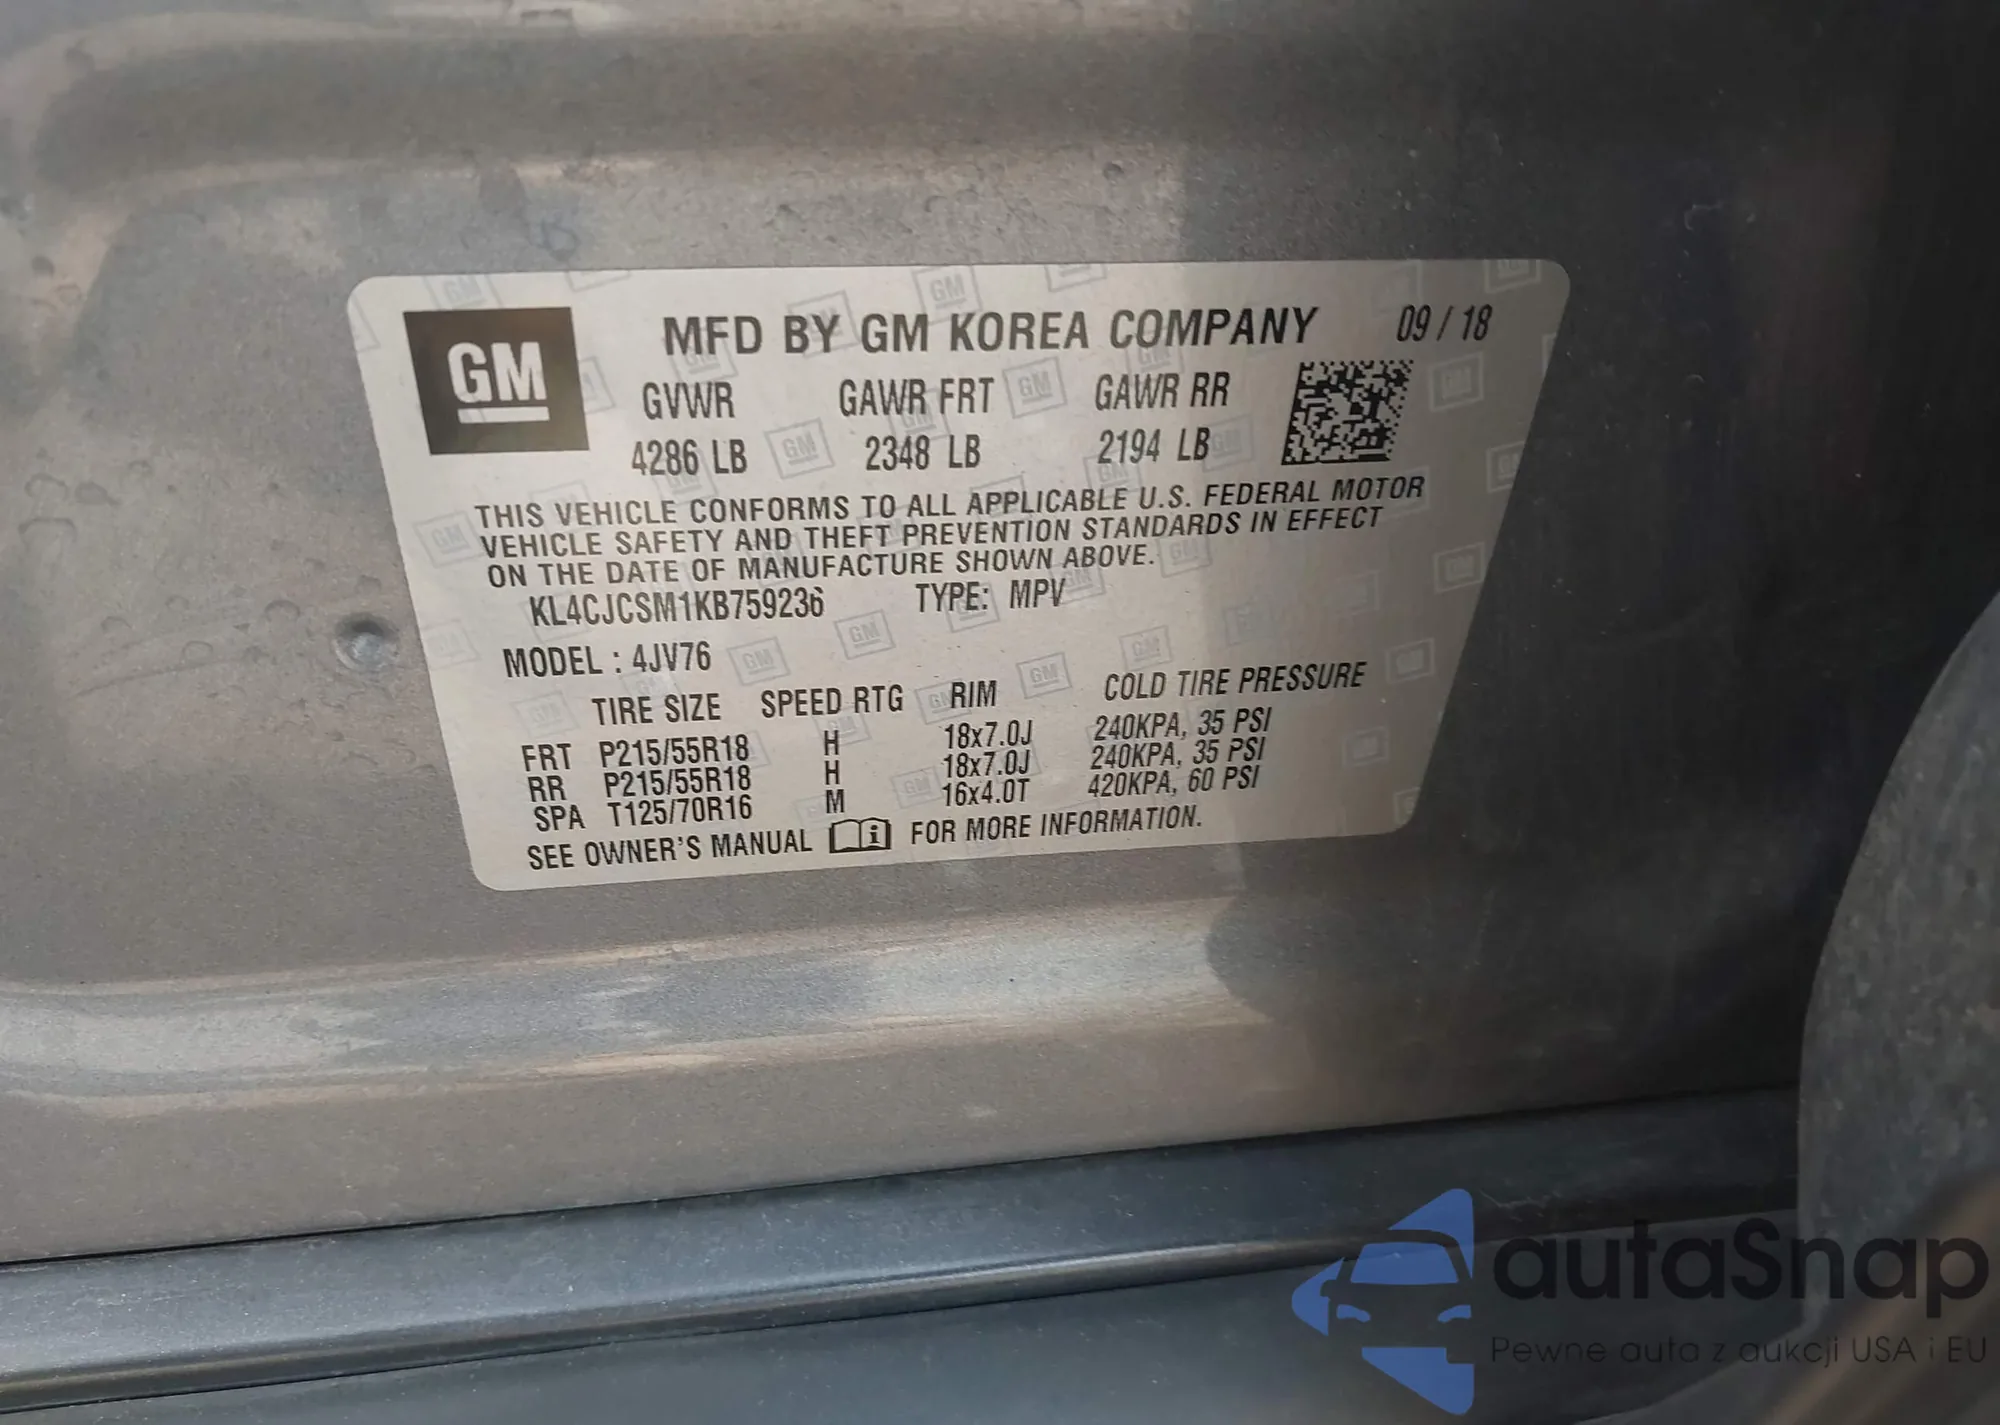 GM
MFD BY GM KOREA COMPANY 09 / 18
GVWR GAWR FRT GAWR RR
4286 LB 2348 LB 2194 LB
THIS VEHICLE CONFORMS TO ALL APPLICABLE U.S. FEDERAL MOTOR
VEHICLE SAFETY AND THEFT PREVENTION STANDARDS IN EFFECT
ON THE DATE OF MANUFACTURE SHOWN ABOVE.
KL4CJCSM1KB759236 TYPE: MPV
MODEL : 4JV76
TIRE SIZE SPEED RTG RIM COLD TIRE PRESSURE
FRT P215/55R18 H 18x7.0J 240KPA, 35 PSI
RR P215/55R18 H 18x7.0J 240KPA, 35 PSI
SPA T125/70R16 M 16x4.0T 420KPA, 60 PSI
SEE OWNER'S MANUAL FOR MORE INFORMATION.
autaSnap
Pewne auta z aukcji USA i EU